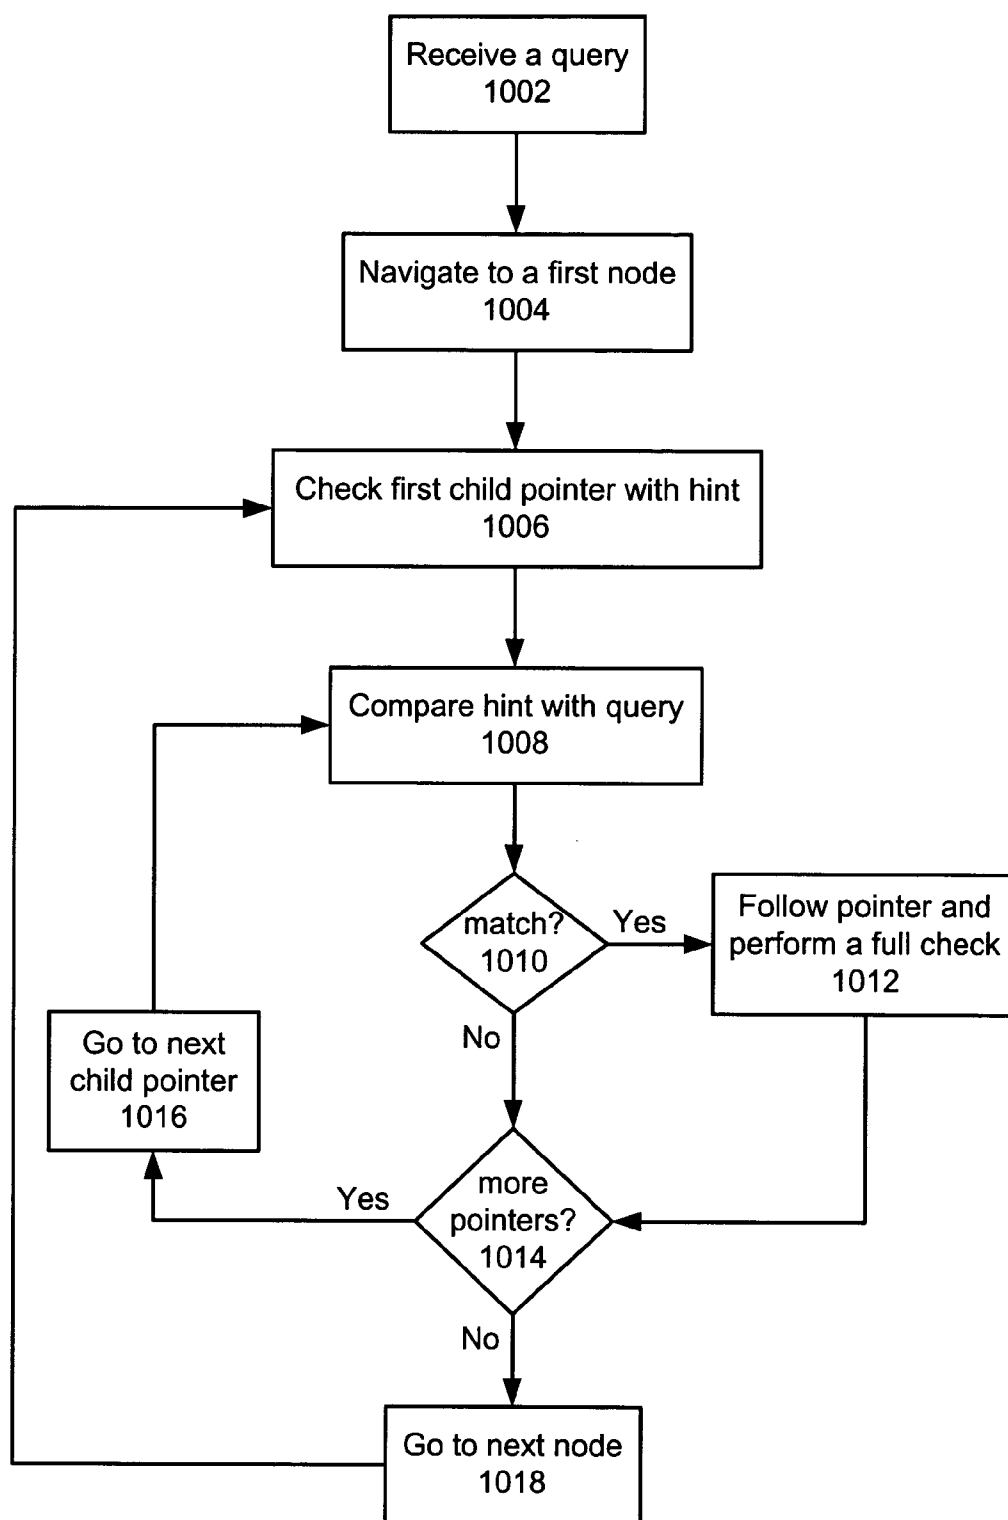 Receive a query
1002
Navigate to a first node
1004
Check first child pointer with hint
1006
Compare hint with query
1008
match?
1010
Yes
Follow pointer and
perform a full check
1012
No
Go to next
child pointer
1016
Yes
more
pointers?
1014
No
Go to next node
1018